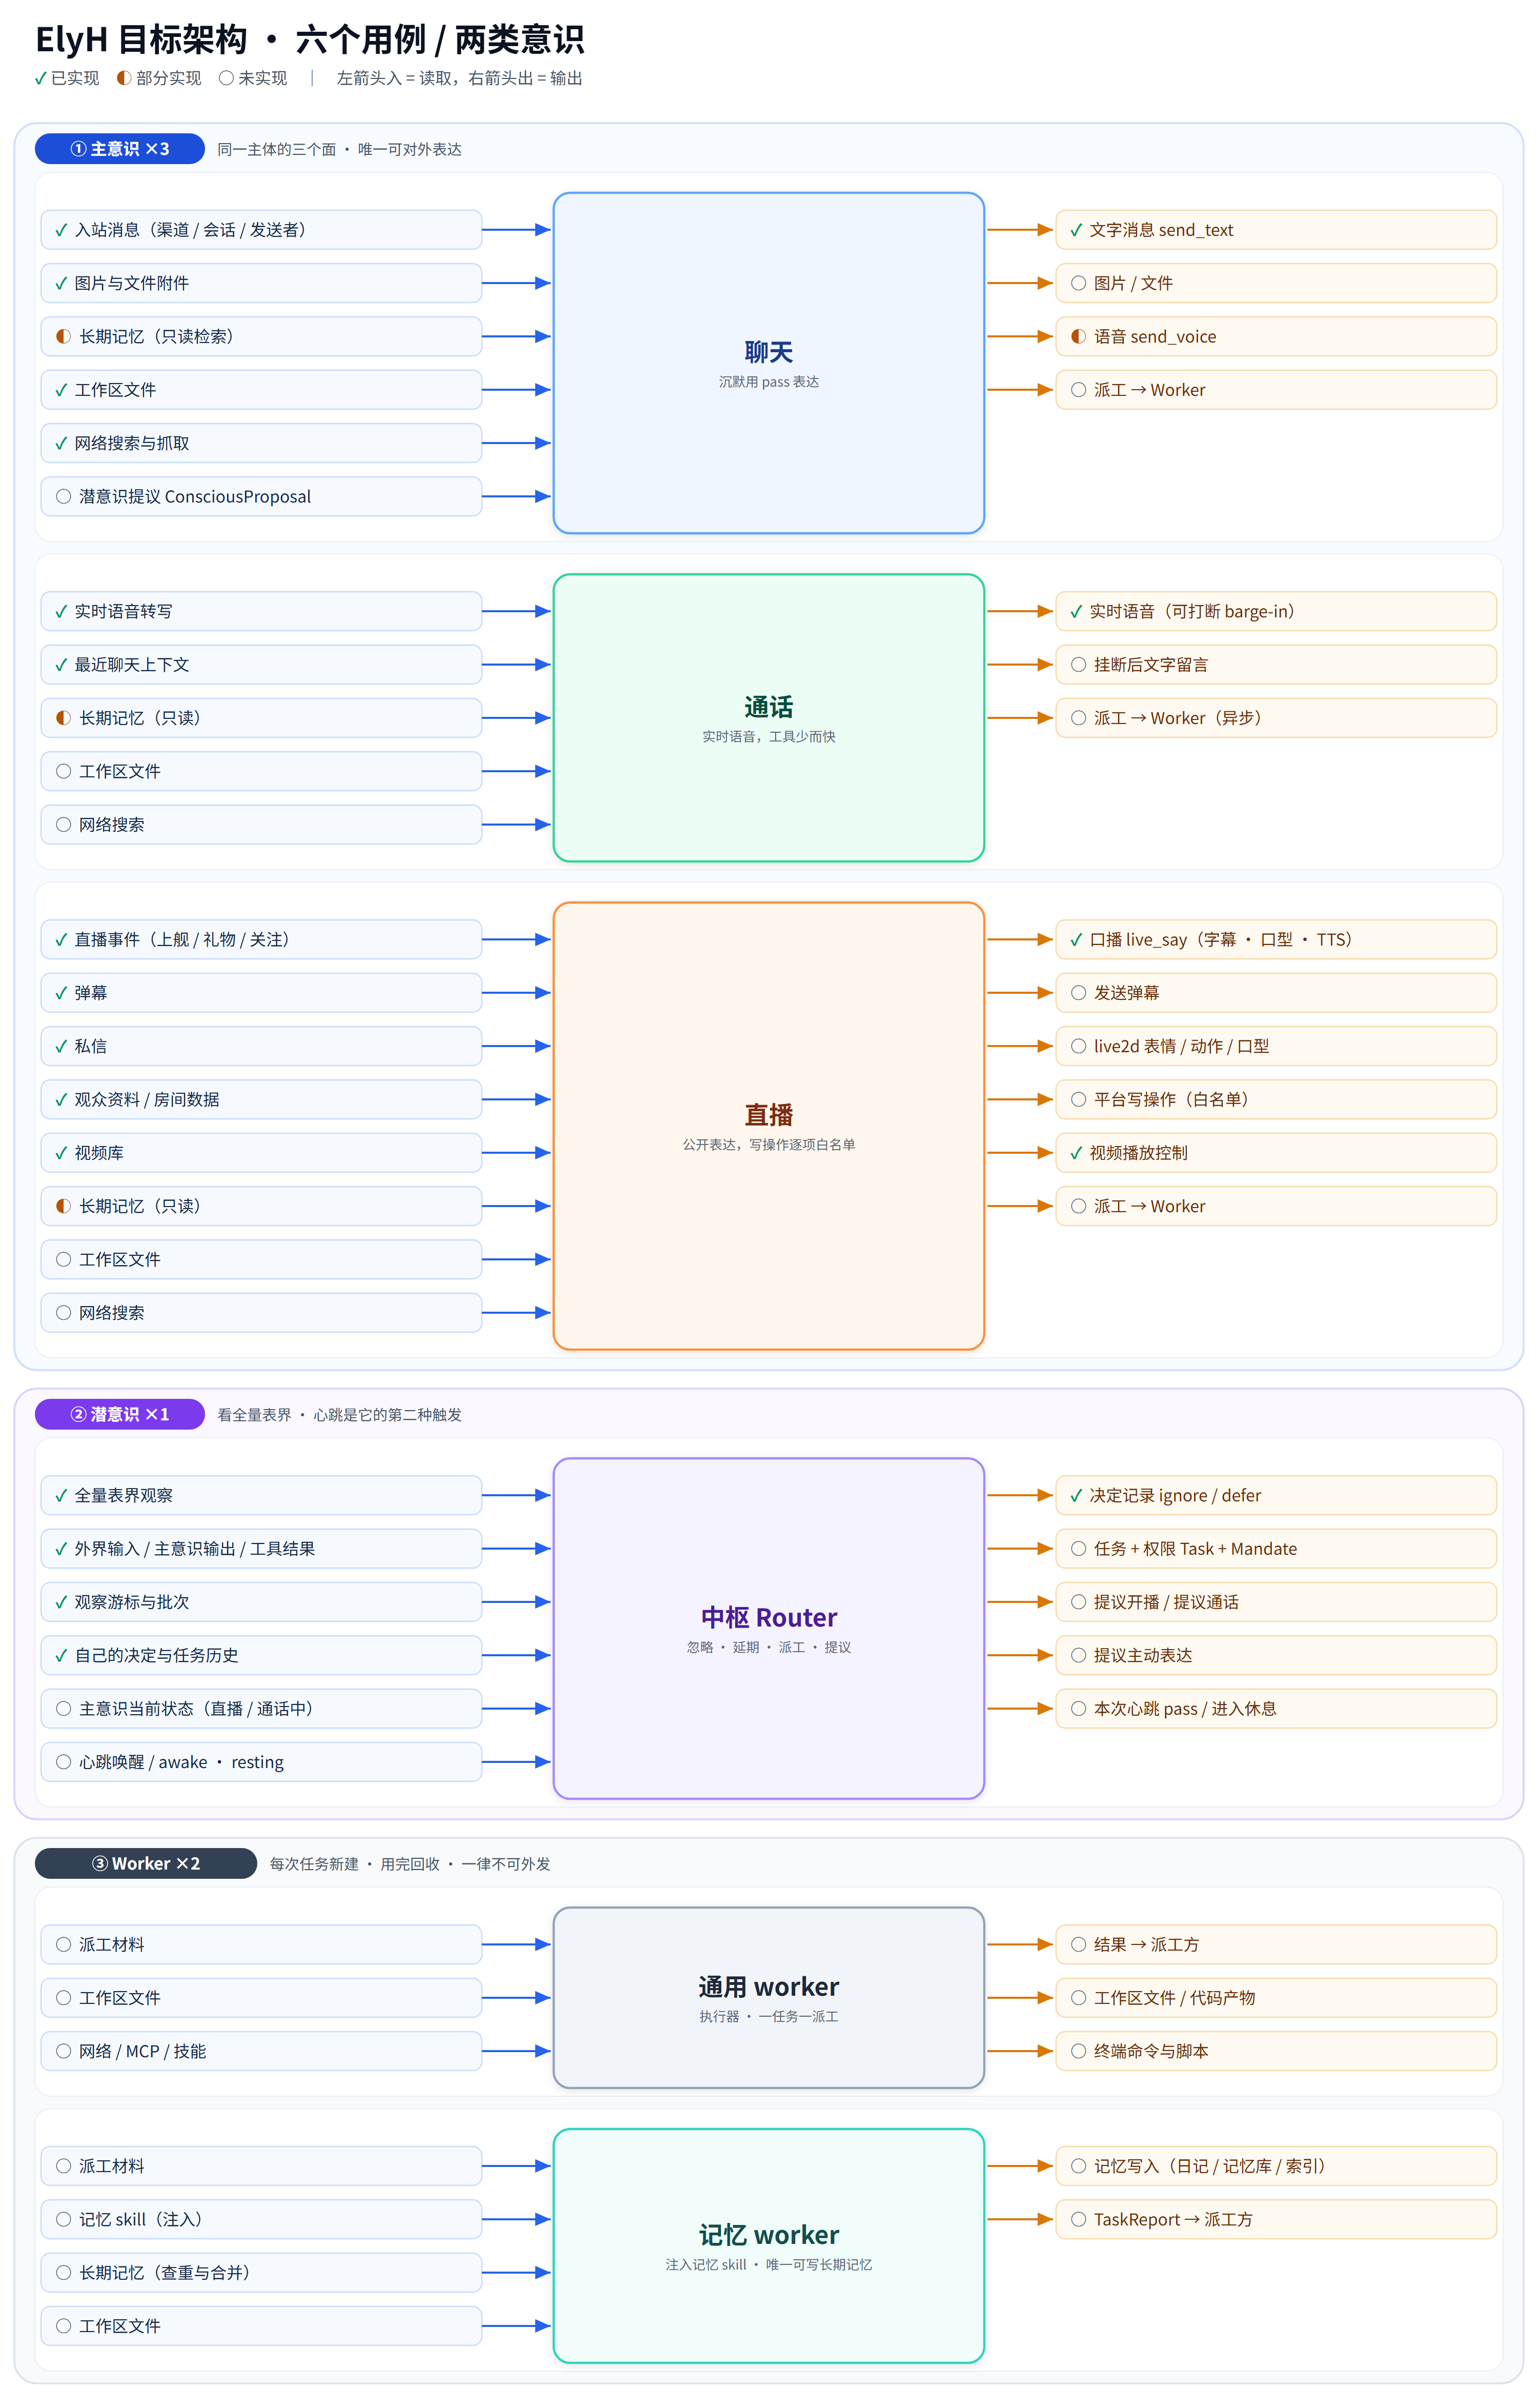 ElyH 目标架构 · 六个用例 / 两类意识
✓ 已实现 ◐ 部分实现 ○ 未实现 | 左箭头入 = 读取，右箭头出 = 输出
① 主意识 ×3 同一主体的三个面 · 唯一可对外表达
✓ 入站消息（渠道 / 会话 / 发送者）
✓ 图片与文件附件
◐ 长期记忆（只读检索）
✓ 工作区文件
✓ 网络搜索与抓取
○ 潜意识提议 ConsciousProposal
聊天
沉默用 pass 表达
✓ 文字消息 send_text
○ 图片 / 文件
◐ 语音 send_voice
○ 派工 → Worker
✓ 实时语音转写
✓ 最近聊天上下文
◐ 长期记忆（只读）
○ 工作区文件
○ 网络搜索
通话
实时语音，工具少而快
✓ 实时语音（可打断 barge-in）
○ 挂断后文字留言
○ 派工 → Worker（异步）
✓ 直播事件（上舰 / 礼物 / 关注）
✓ 弹幕
✓ 私信
✓ 观众资料 / 房间数据
✓ 视频库
◐ 长期记忆（只读）
○ 工作区文件
○ 网络搜索
直播
公开表达，写操作逐项白名单
✓ 口播 live_say（字幕 · 口型 · TTS）
○ 发送弹幕
○ live2d 表情 / 动作 / 口型
○ 平台写操作（白名单）
✓ 视频播放控制
○ 派工 → Worker
② 潜意识 ×1 看全量表界 · 心跳是它的第二种触发
✓ 全量表界观察
✓ 外界输入 / 主意识输出 / 工具结果
✓ 观察游标与批次
✓ 自己的决定与任务历史
○ 主意识当前状态（直播 / 通话中）
○ 心跳唤醒 / awake · resting
中枢 Router
忽略 · 延期 · 派工 · 提议
✓ 决定记录 ignore / defer
○ 任务 + 权限 Task + Mandate
○ 提议开播 / 提议通话
○ 提议主动表达
○ 本次心跳 pass / 进入休息
③ Worker ×2 每次任务新建 · 用完回收 · 一律不可外发
○ 派工材料
○ 工作区文件
○ 网络 / MCP / 技能
通用 worker
执行器 · 一任务一派工
○ 结果 → 派工方
○ 工作区文件 / 代码产物
○ 终端命令与脚本
○ 派工材料
○ 记忆 skill（注入）
○ 长期记忆（查重与合并）
○ 工作区文件
记忆 worker
注入记忆 skill · 唯一可写长期记忆
○ 记忆写入（日记 / 记忆库 / 索引）
○ TaskReport → 派工方